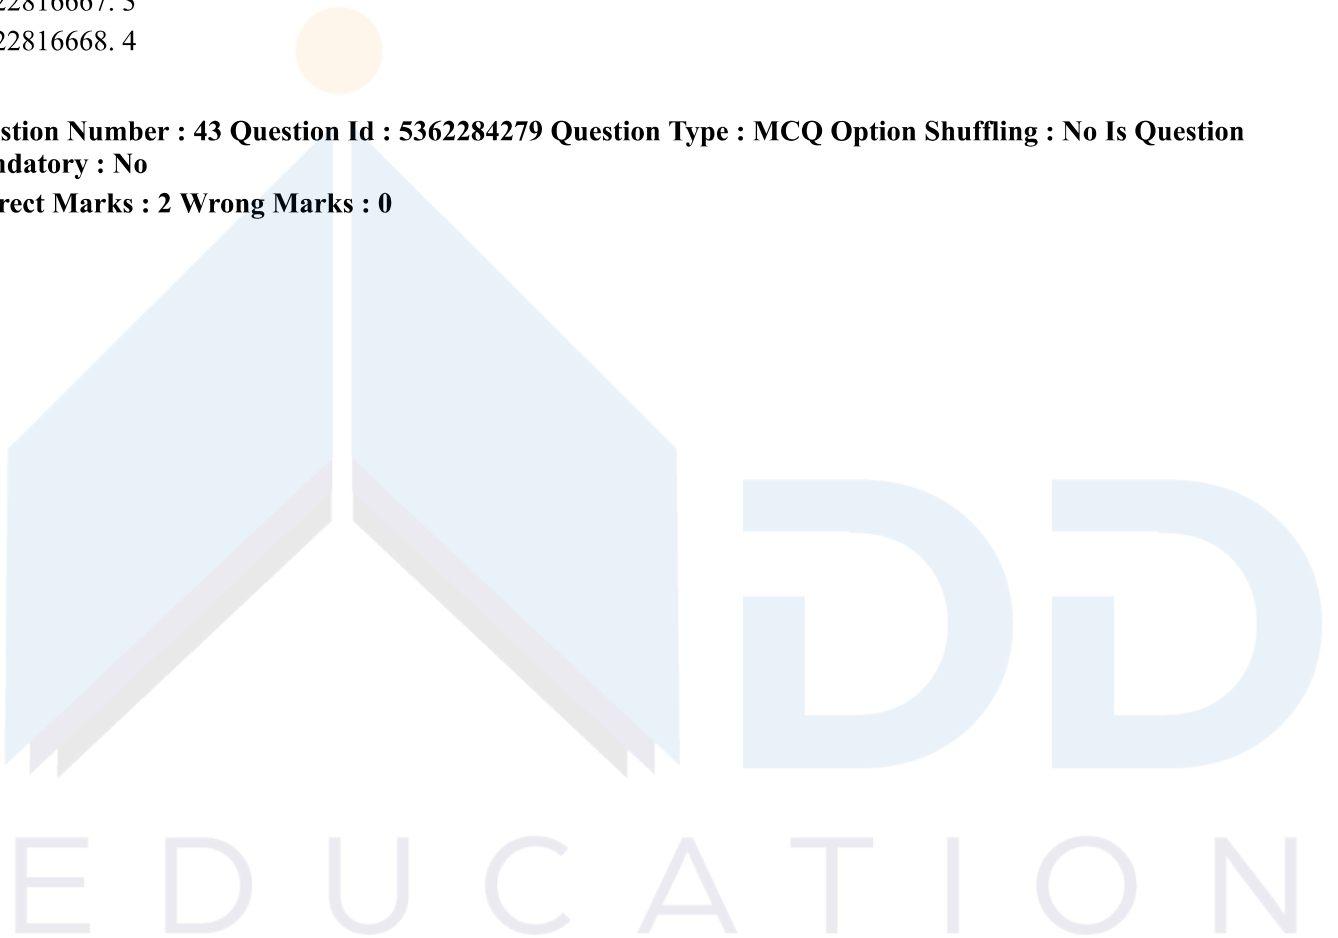 22816667. 3
22816668. 4
stion Number : 43 Question Id : 5362284279 Question Type : MCQ Option Shuffling : No Is Question
ndatory : No
rect Marks : 2 Wrong Marks : 0
DD
EDUCATION